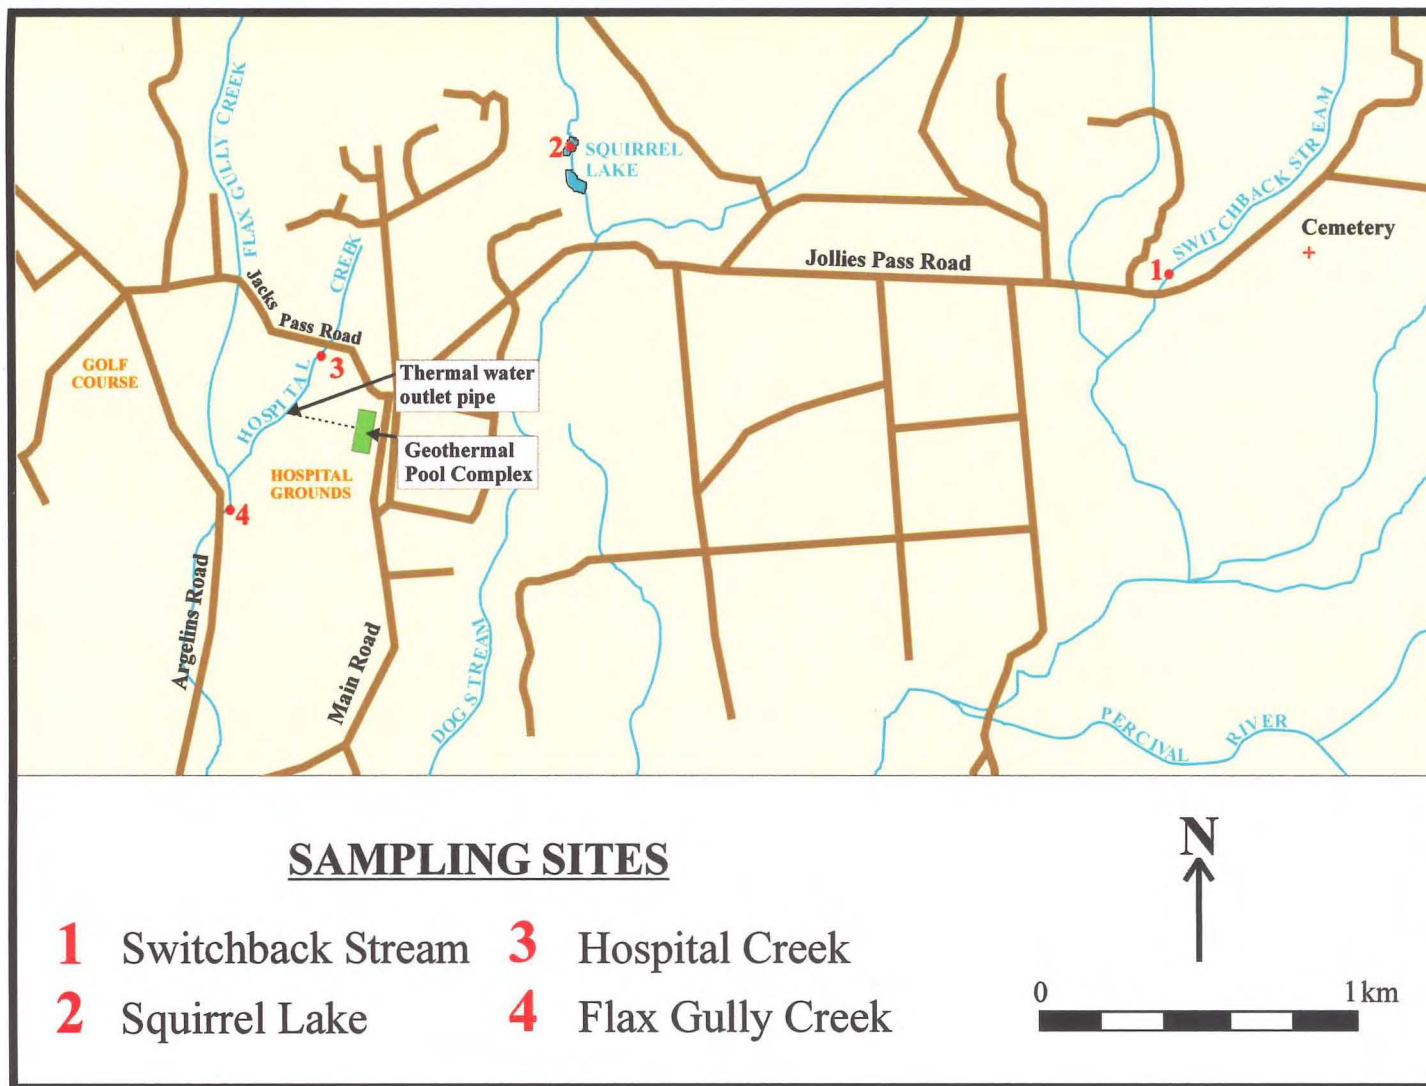 FLAX GULLY CREEK
2
SQUIRREL
LAKE
SWITCHBACK STREAM
Cemetery
1
Jollies Pass Road
Jacks
Pass Road
HOSPITAL
CREEK
3
GOLF
COURSE
Thermal water
outlet pipe
Geothermal
Pool Complex
HOSPITAL
GROUNDS
4
Argelins Road
Main Road
DOG STREAM
PERCIVAL
RIVER
SAMPLING SITES
1 Switchback Stream
2 Squirrel Lake
3 Hospital Creek
4 Flax Gully Creek
N
0 1 km